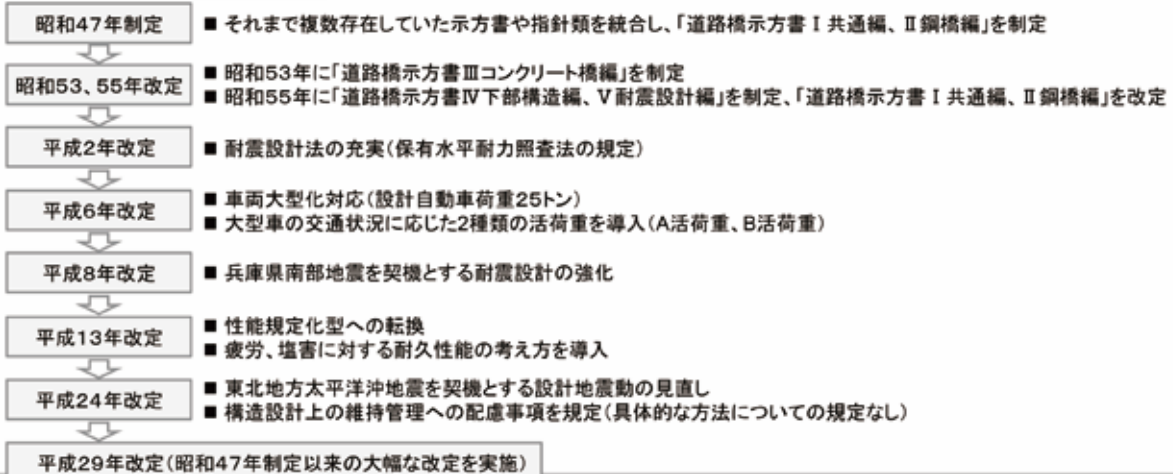 昭和47年制定
■ それまで複数存在していた示方書や指針類を統合し、「道路橋示方書Ⅰ共通編、Ⅱ鋼橋編」を制定
昭和53、55年改定
■ 昭和53年に「道路橋示方書Ⅲコンクリート橋編」を制定
■ 昭和55年に「道路橋示方書Ⅳ下部構造編、Ⅴ耐震設計編」を制定、「道路橋示方書Ⅰ共通編、Ⅱ鋼橋編」を改定
平成2年改定
■ 耐震設計法の充実(保有水平耐力照査法の規定)
平成6年改定
■ 車両大型化対応(設計自動車荷重25トン)
■ 大型車の交通状況に応じた2種類の活荷重を導入(A活荷重、B活荷重)
平成8年改定
■ 兵庫県南部地震を契機とする耐震設計の強化
平成13年改定
■ 性能規定化型への転換
■ 疲労、塩害に対する耐久性能の考え方を導入
平成24年改定
■ 東北地方太平洋沖地震を契機とする設計地震動の見直し
■ 構造設計上の維持管理への配慮事項を規定(具体的な方法についての規定なし)
平成29年改定(昭和47年制定以来の大幅な改定を実施)